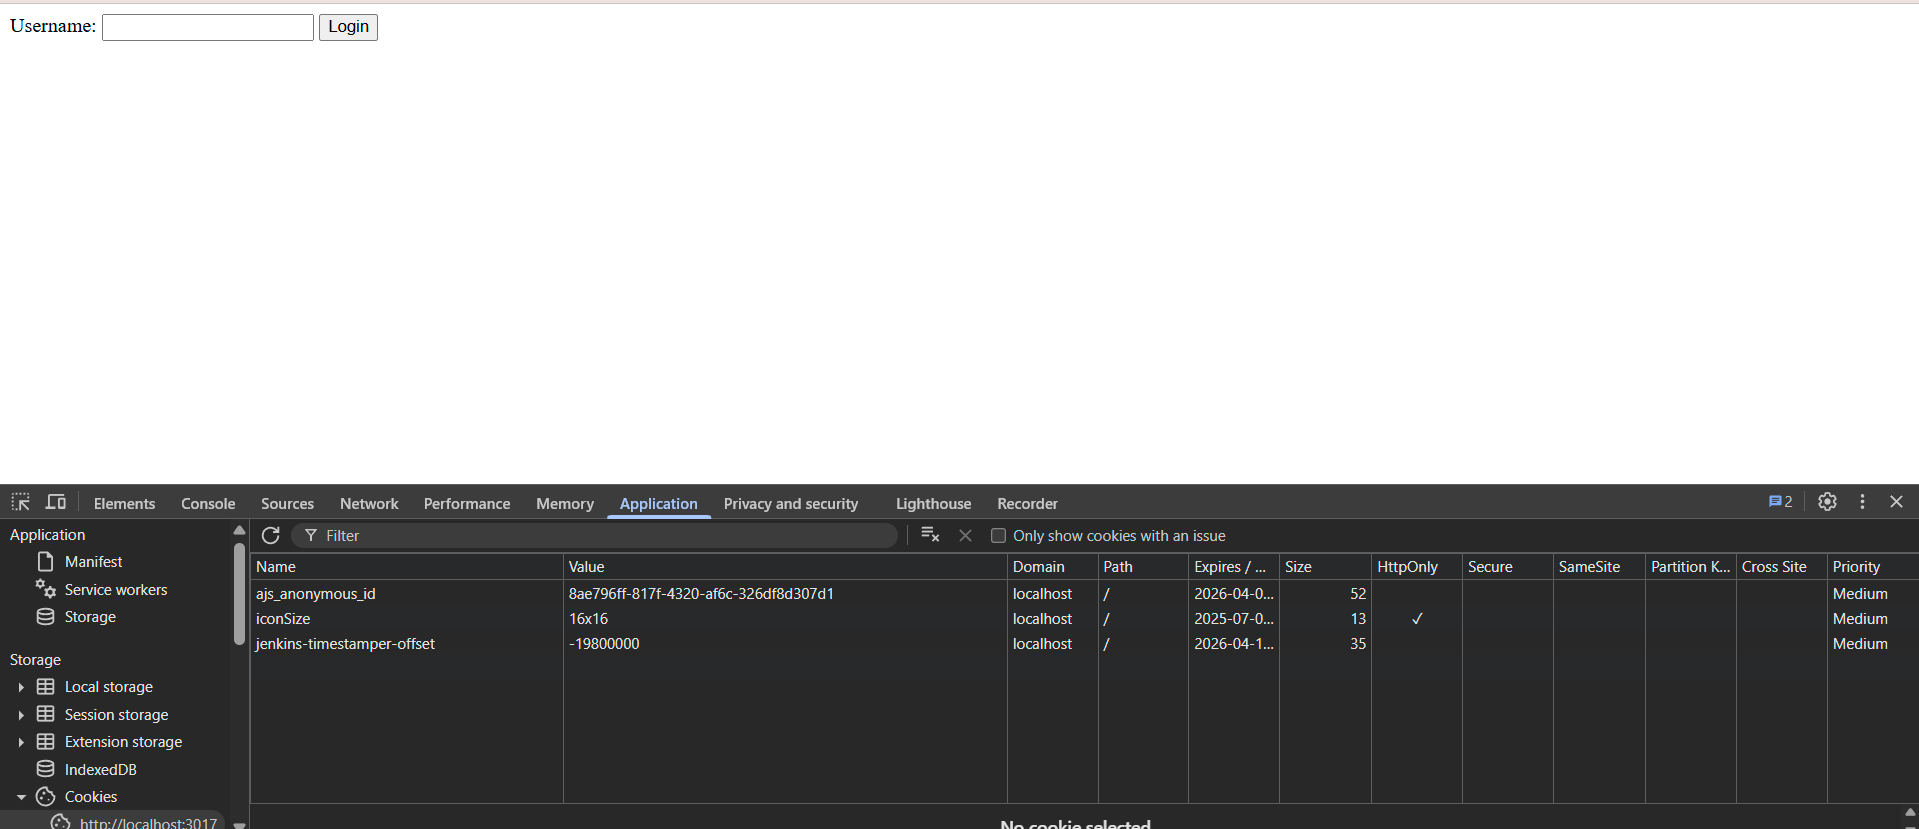 Username: Login
Elements Console Sources Network Performance Memory Application Privacy and security Lighthouse Recorder 2
Application
Manifest
Service workers
Storage
Storage
Local storage
Session storage
Extension storage
IndexedDB
Cookies
http://localhost:3017
Filter Only show cookies with an issue
Name Value Domain Path Expires / ... Size HttpOnly Secure SameSite Partition K... Cross Site Priority
ajs_anonymous_id 8ae796ff-817f-4320-af6c-326df8d307d1 localhost / 2026-04-0... 52 Medium
iconSize 16x16 localhost / 2025-07-0... 13 ✓ Medium
jenkins-timestamper-offset -19800000 localhost / 2026-04-1... 35 Medium
No cookie selected